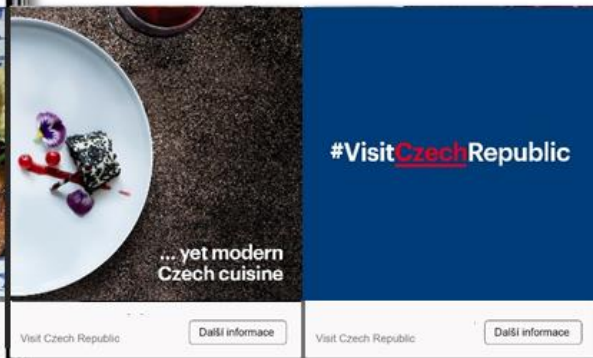 ... yet modern
Czech cuisine
Visit Czech Republic
Další informace
#VisitCzechRepublic
Visit Czech Republic
Další informace